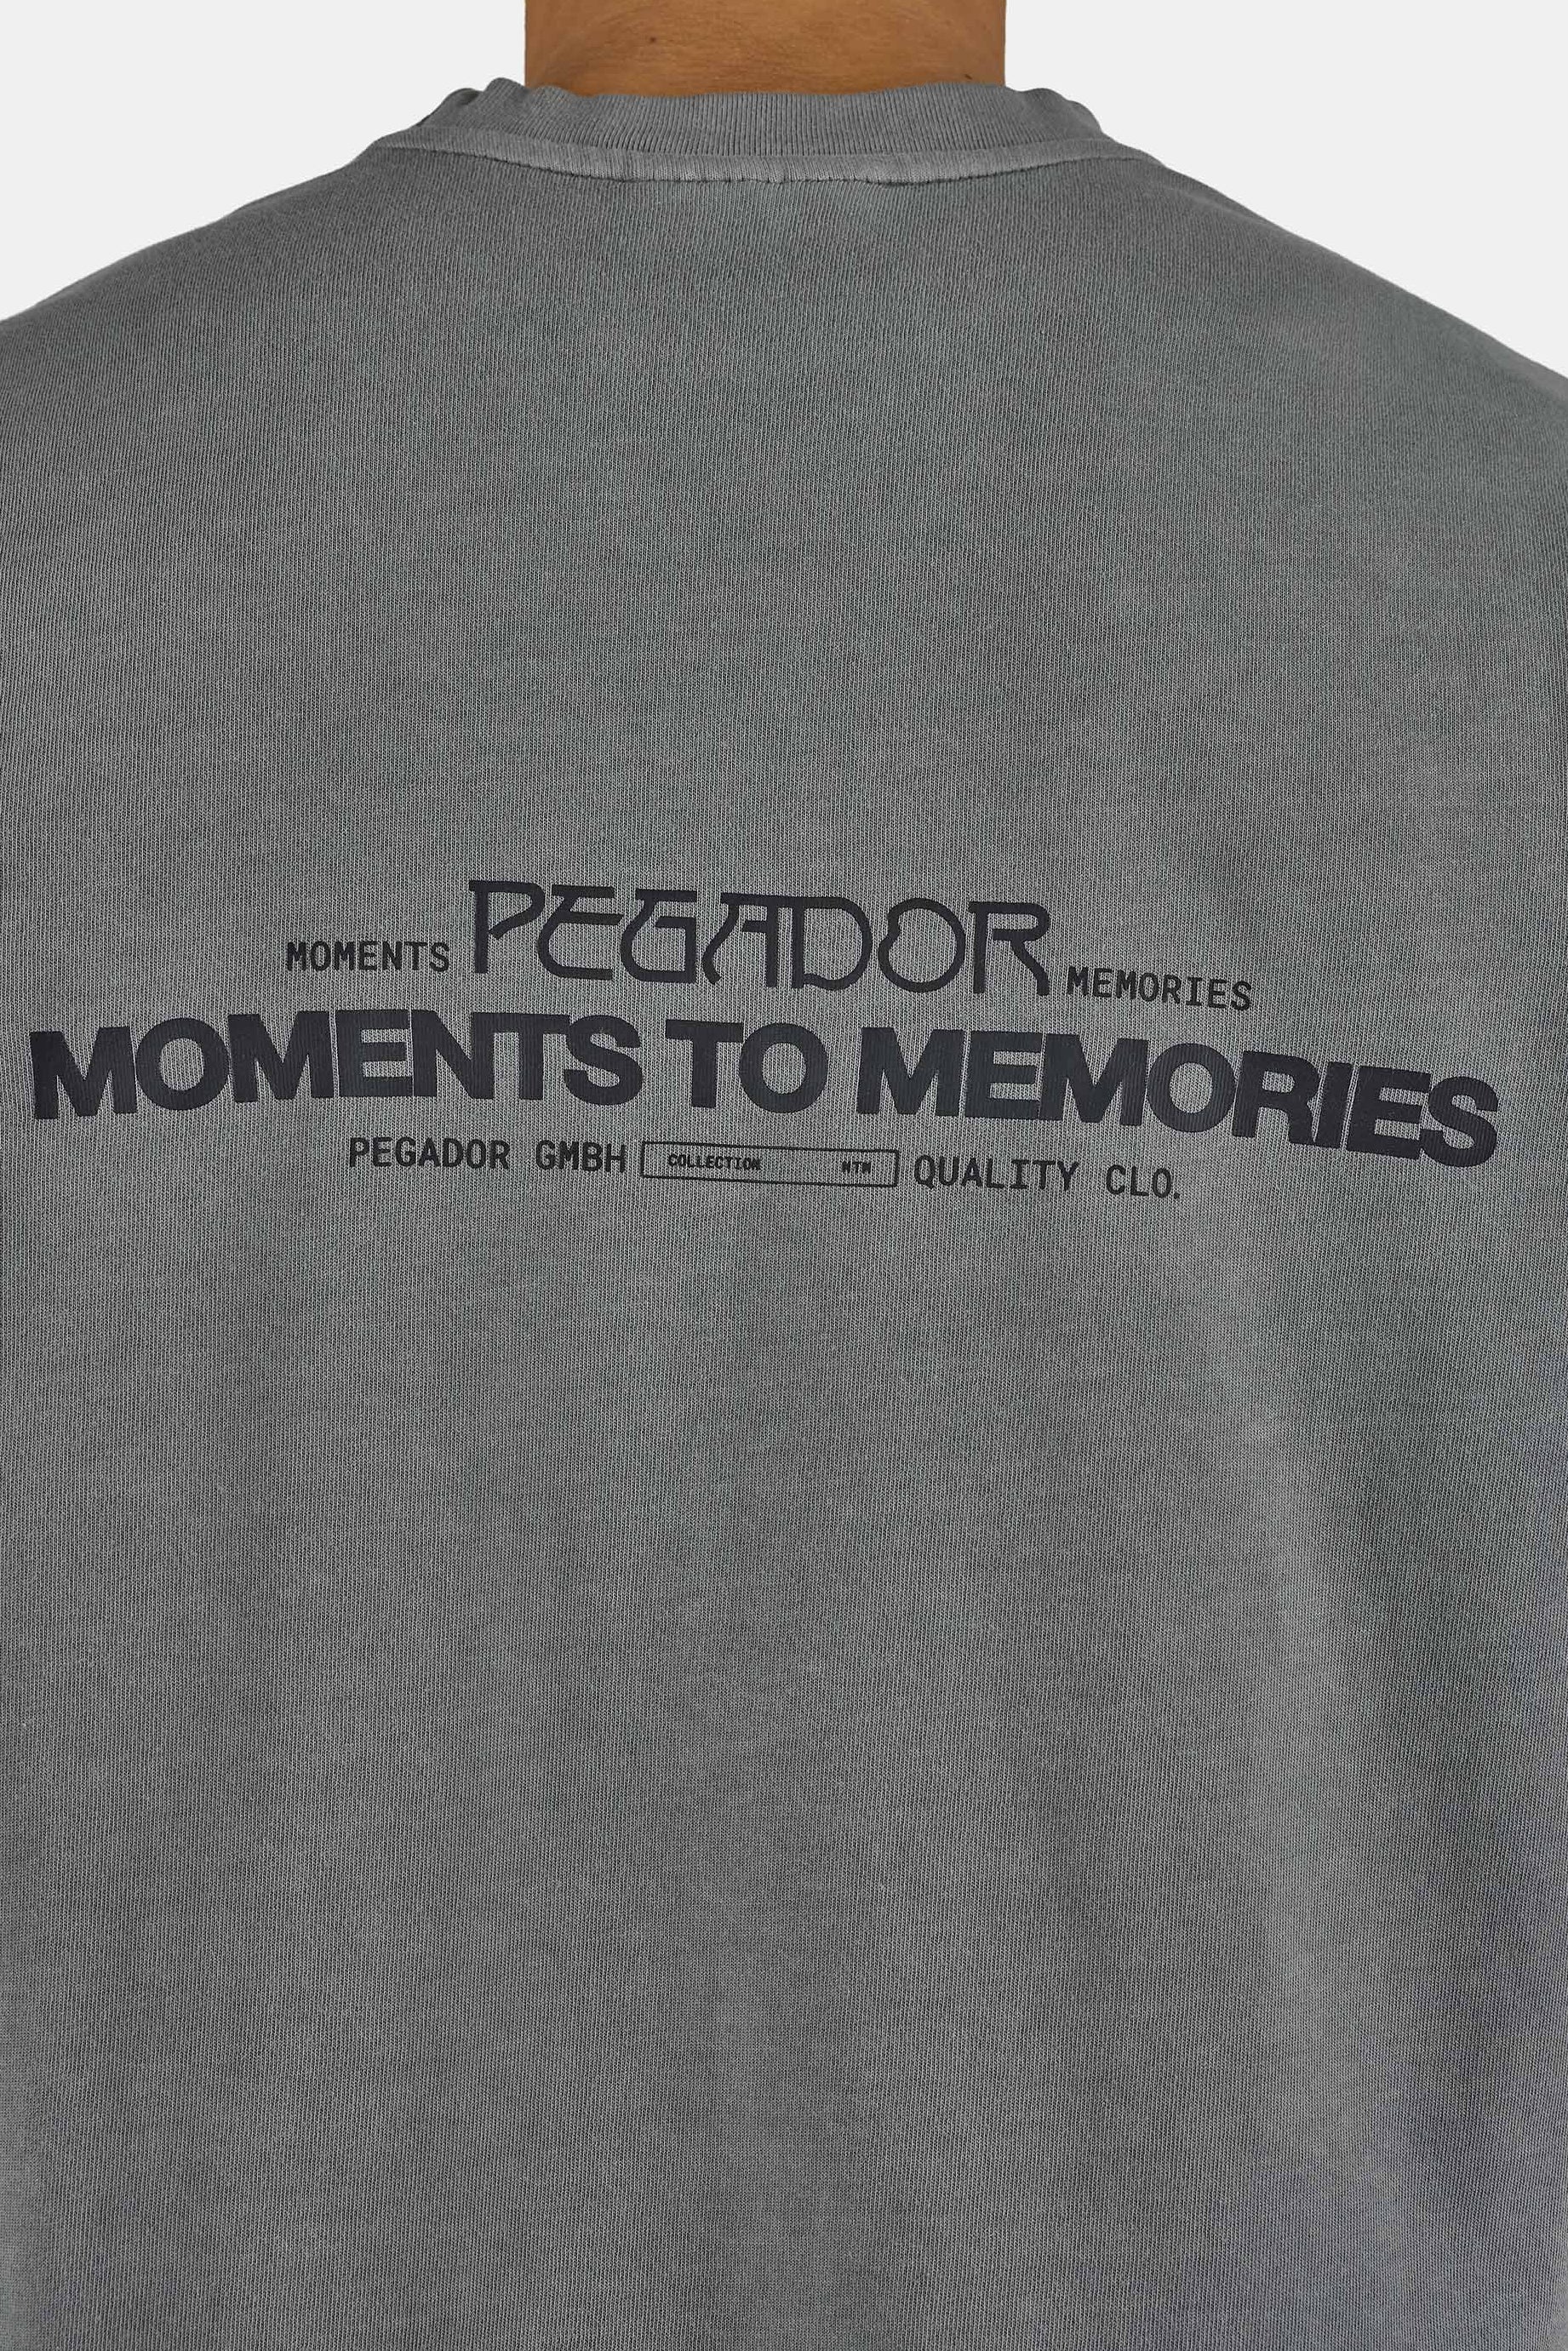 MOMENTS PEGADOR MEMORIES
MOMENTS TO MEMORIES
PEGADOR GMBH COLLECTION MTM QUALITY CLO.